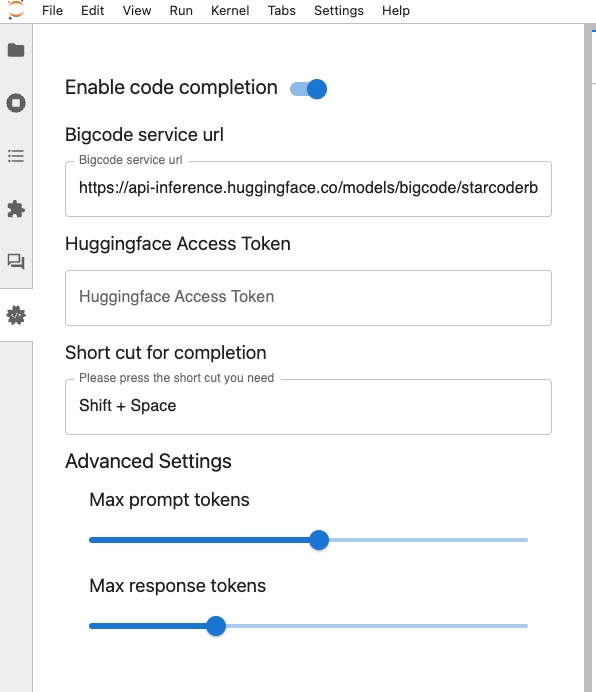 File Edit View Run Kernel Tabs Settings Help
Enable code completion
Bigcode service url
Bigcode service url
https://api-inference.huggingface.co/models/bigcode/starcoderb
Huggingface Access Token
Huggingface Access Token
Short cut for completion
Please press the short cut you need
Shift + Space
Advanced Settings
Max prompt tokens
Max response tokens